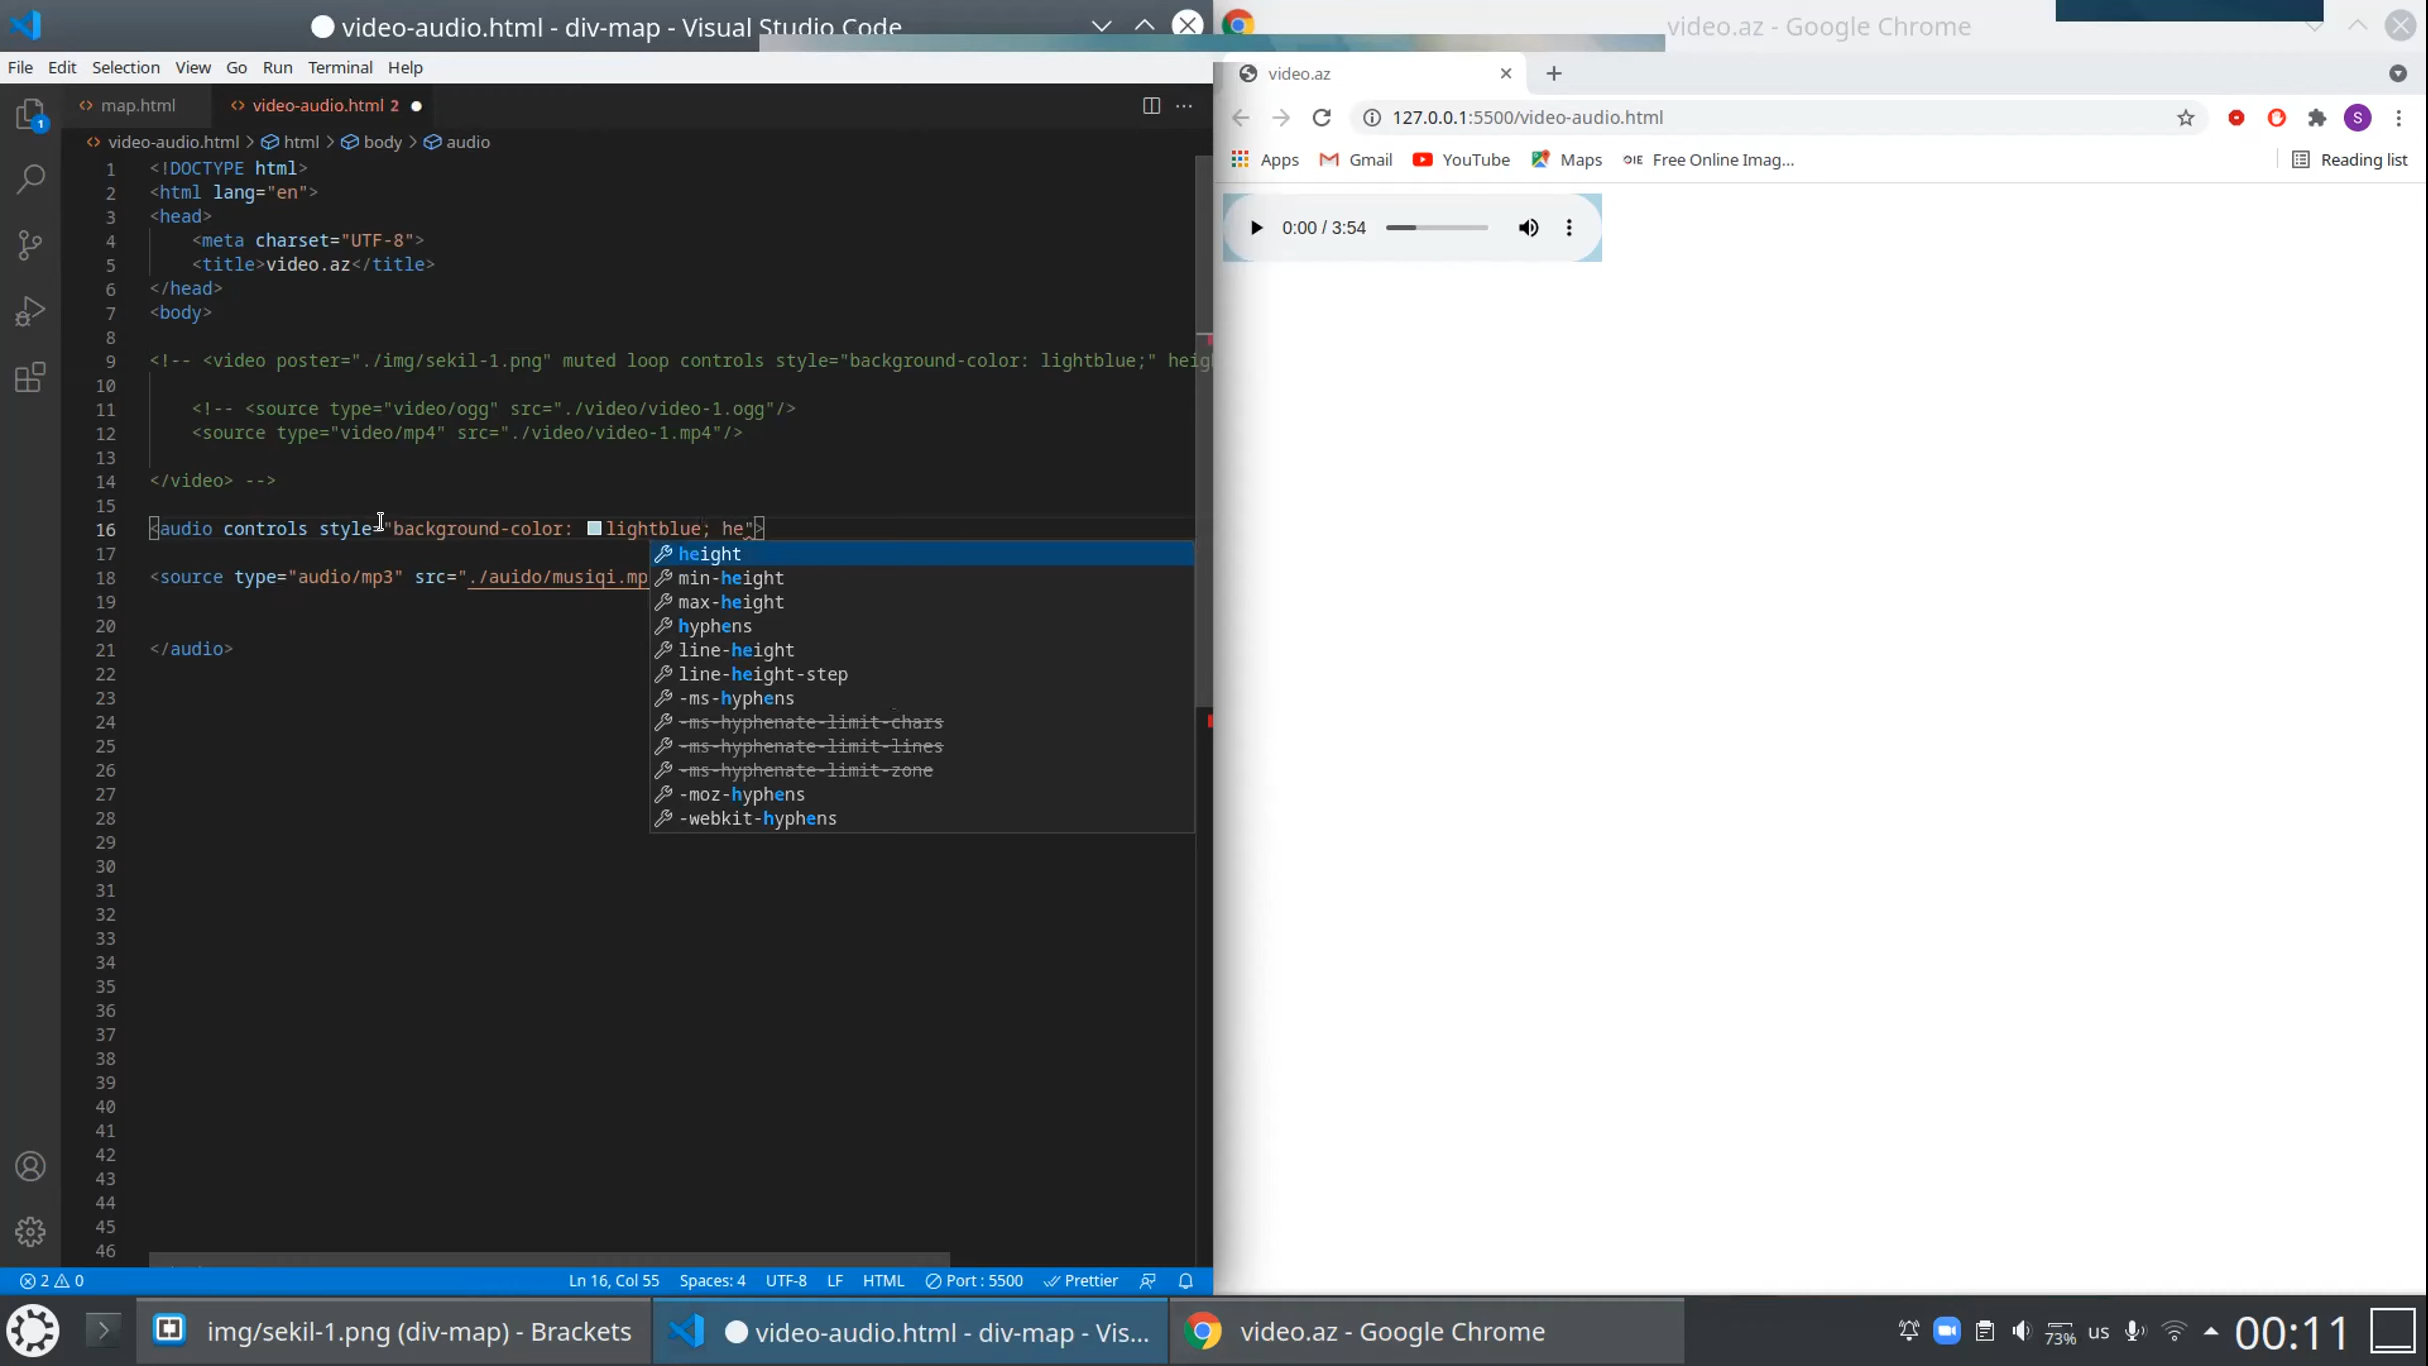 video-audio.html - div-map - Visual Studio Code
File Edit Selection View Go Run Terminal Help
1
map.html
video-audio.html 2
video-audio.html > html > body > audio
1 <!DOCTYPE html>
2 <html lang="en">
3 <head>
4 <meta charset="UTF-8">
5 <title>video.az</title>
6 </head>
7 <body>
8
9 <!-- <video poster="./img/sekil-1.png" muted loop controls style="background-color: lightblue;" heig
10
11 <!-- <source type="video/ogg" src="./video/video-1.ogg"/>
12 <source type="video/mp4" src="./video/video-1.mp4"/>
13
14 </video> -->
15
16 <audio controls style="background-color: lightblue; he">
17
18 <source type="audio/mp3" src="./auido/musiqi.mp
19
20
21 </audio>
22
23
24
25
26
27
28
29
30
31
32
33
34
35
36
37
38
39
40
41
42
43
44
45
46
height
min-height
max-height
hyphens
line-height
line-height-step
-ms-hyphens
-ms-hyphenate-limit-chars
-ms-hyphenate-limit-lines
-ms-hyphenate-limit-zone
-moz-hyphens
-webkit-hyphens
2 0 Ln 16, Col 55 Spaces: 4 UTF-8 LF HTML Port : 5500 Prettier
video.az - Google Chrome
video.az
127.0.0.1:5500/video-audio.html
S
Apps Gmail YouTube Maps OIE Free Online Imag... Reading list
0:00 / 3:54
img/sekil-1.png (div-map) - Brackets
video-audio.html - div-map - Vis...
video.az - Google Chrome
73% us 00:11